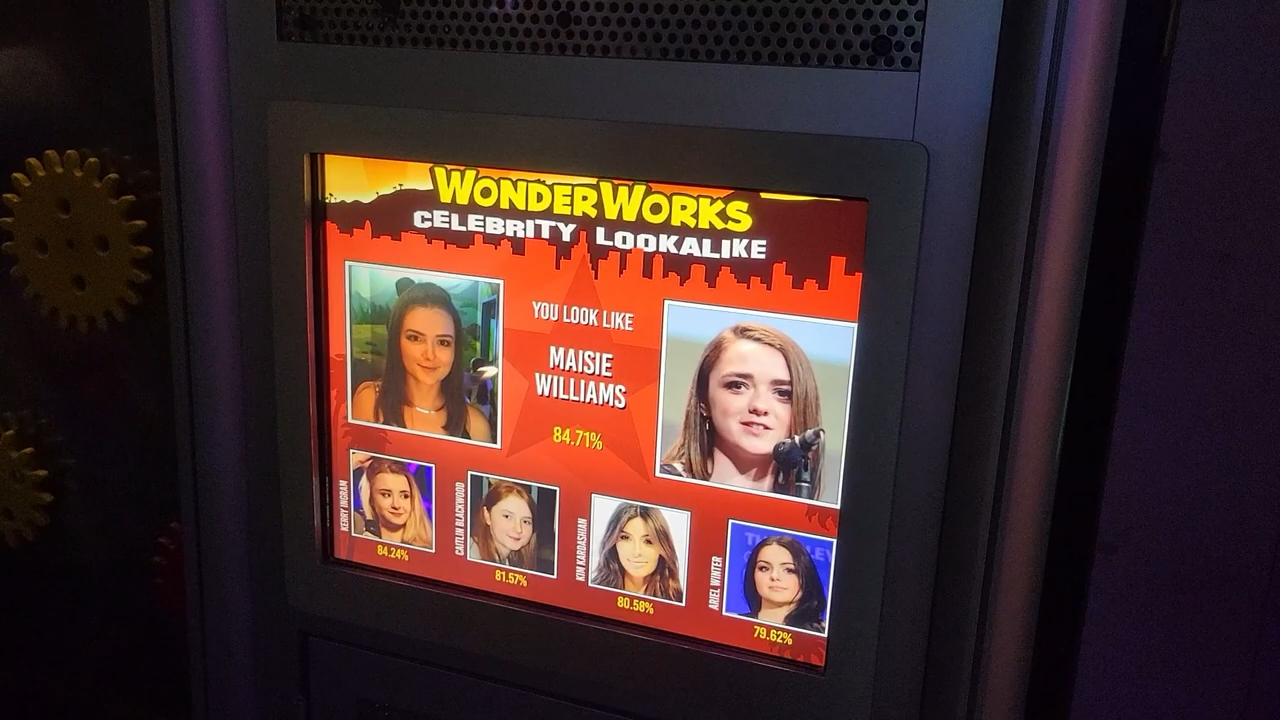 WONDERWORKS
CELEBRITY LOOKALIKE
YOU LOOK LIKE
MAISIE
WILLIAMS
84.71%
KERRY INGRAM
84.24%
CAITLIN BLACKWOOD
81.57%
KIM KARDASHIAN
80.58%
ARIEL WINTER
79.62%